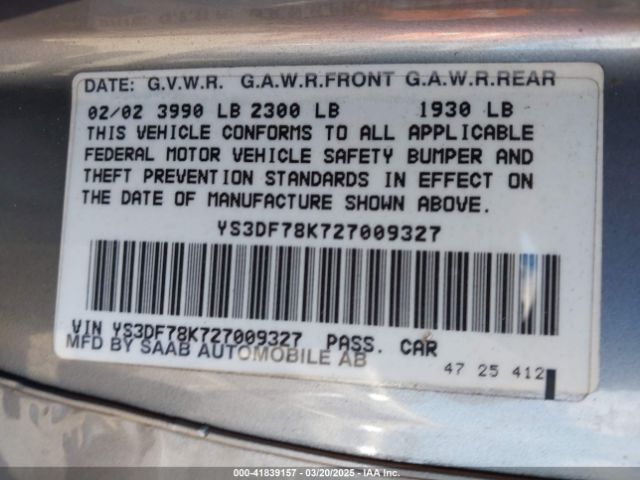 DATE: G.V.W.R. G.A.W.R.FRONT G.A.W.R.REAR
02/02 3990 LB 2300 LB 1930 LB
THIS VEHICLE CONFORMS TO ALL APPLICABLE
FEDERAL MOTOR VEHICLE SAFETY BUMPER AND
THEFT PREVENTION STANDARDS IN EFFECT ON
THE DATE OF MANUFACTURE SHOWN ABOVE.
YS3DF78K727009327
VIN YS3DF78K727009327 PASS. CAR
MFD BY SAAB AUTOMOBILE AB
47 25 412
000-41839157 - 03/20/2025 - IAA Inc.